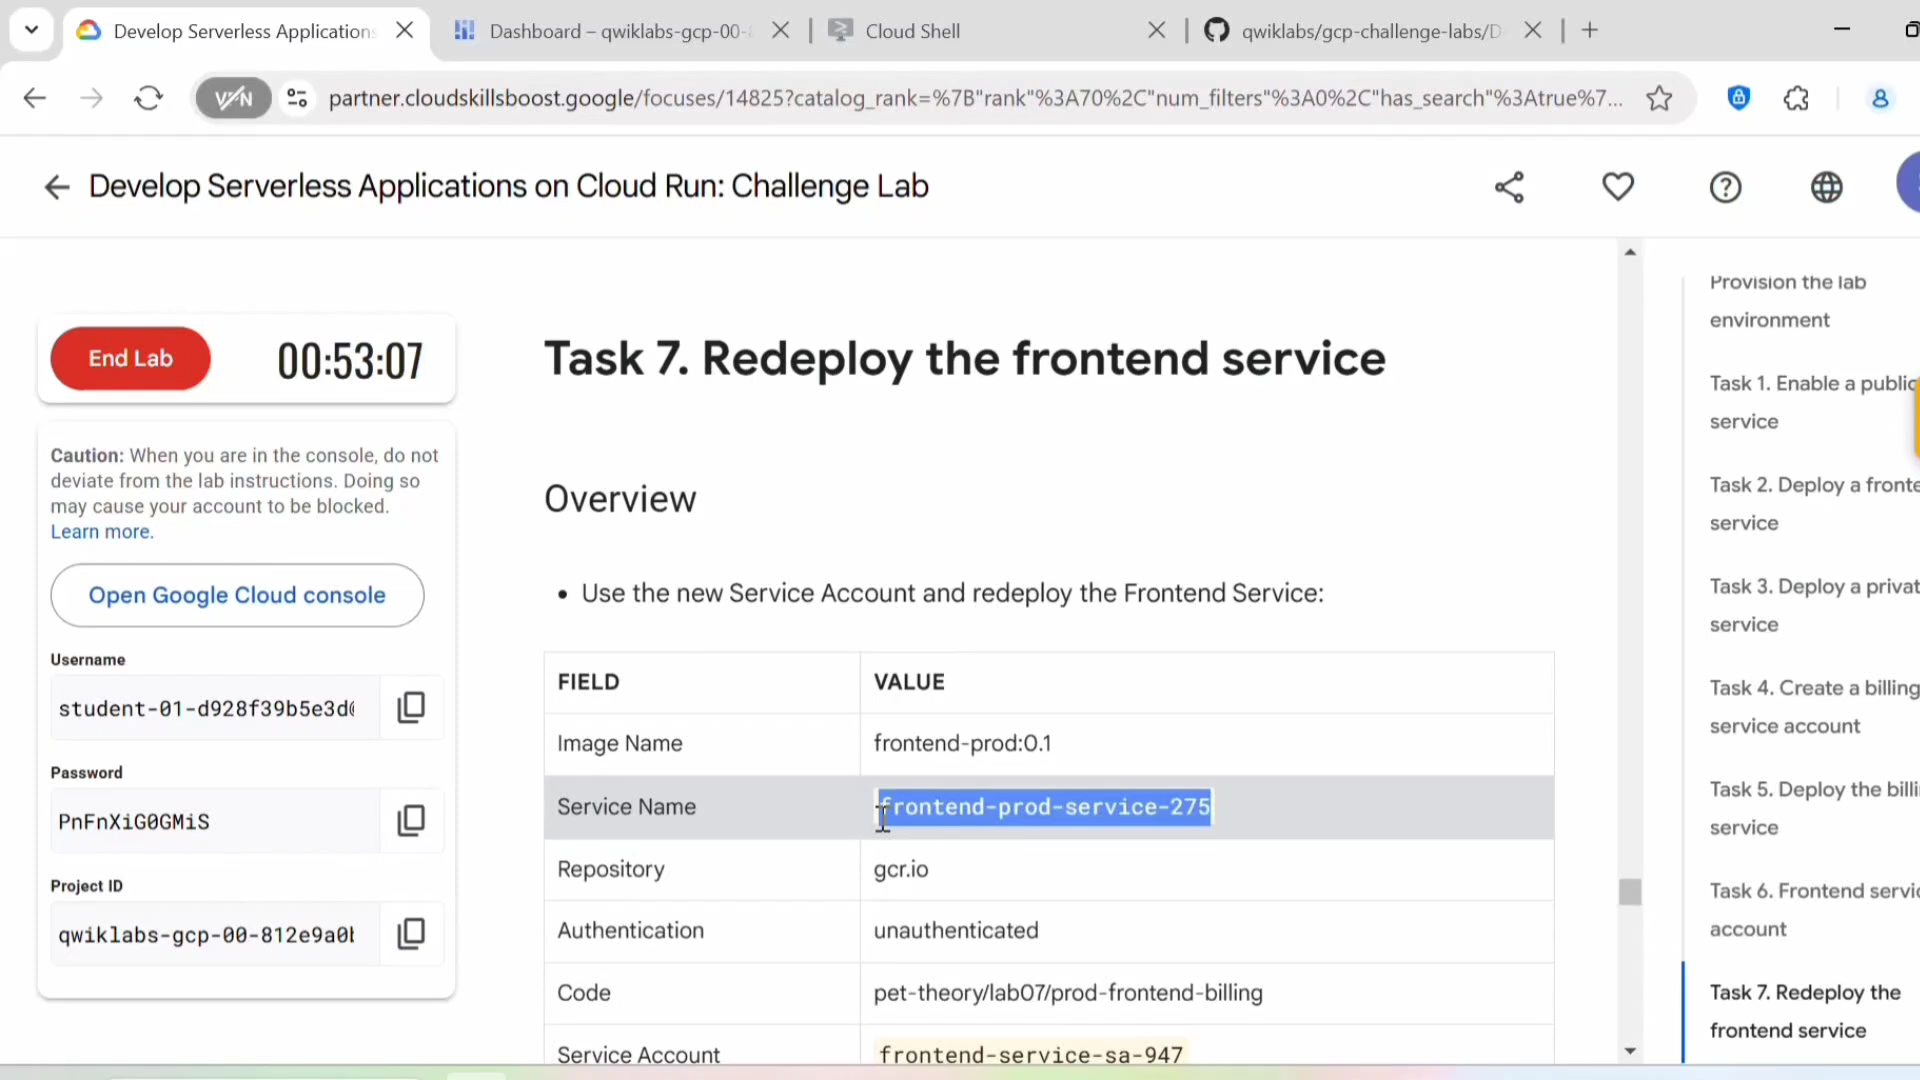 Develop Serverless Applications
Dashboard – qwiklabs-gcp-00-
Cloud Shell
qwiklabs/gcp-challenge-labs/D
VPN
partner.cloudskillsboost.google/focuses/14825?catalog_rank=%7B"rank"%3A70%2C"num_filters"%3A0%2C"has_search"%3Atrue%7...
Develop Serverless Applications on Cloud Run: Challenge Lab
End Lab
00:53:07
Caution: When you are in the console, do not
deviate from the lab instructions. Doing so
may cause your account to be blocked.
Learn more.
Open Google Cloud console
Username
student-01-d928f39b5e3d
Password
PnFnXiG0GMiS
Project ID
qwiklabs-gcp-00-812e9a0
Task 7. Redeploy the frontend service
Overview
• Use the new Service Account and redeploy the Frontend Service:
FIELD VALUE
Image Name frontend-prod:0.1
Service Name frontend-prod-service-275
Repository gcr.io
Authentication unauthenticated
Code pet-theory/lab07/prod-frontend-billing
Service Account frontend-service-sa-947
Provision the lab
environment
Task 1. Enable a public
service
Task 2. Deploy a fronte
service
Task 3. Deploy a privat
service
Task 4. Create a billing
service account
Task 5. Deploy the billi
service
Task 6. Frontend servic
account
Task 7. Redeploy the
frontend service